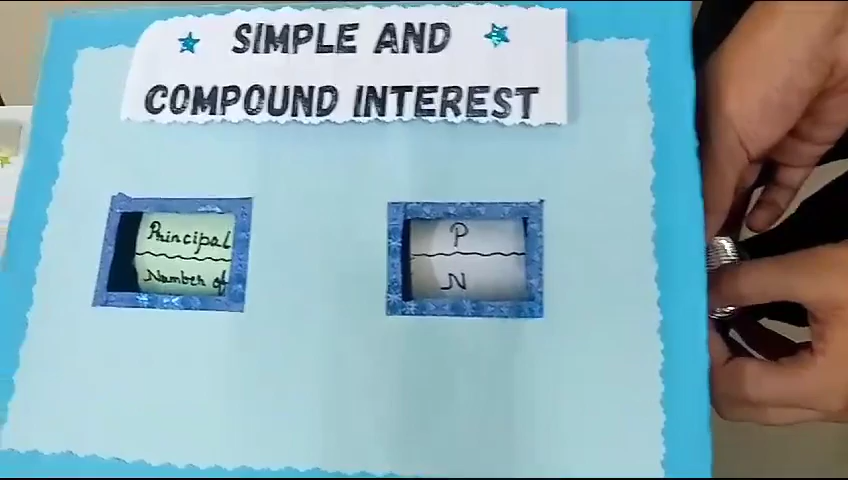 SIMPLE AND
COMPOUND INTEREST
Principal
Number of
P
N